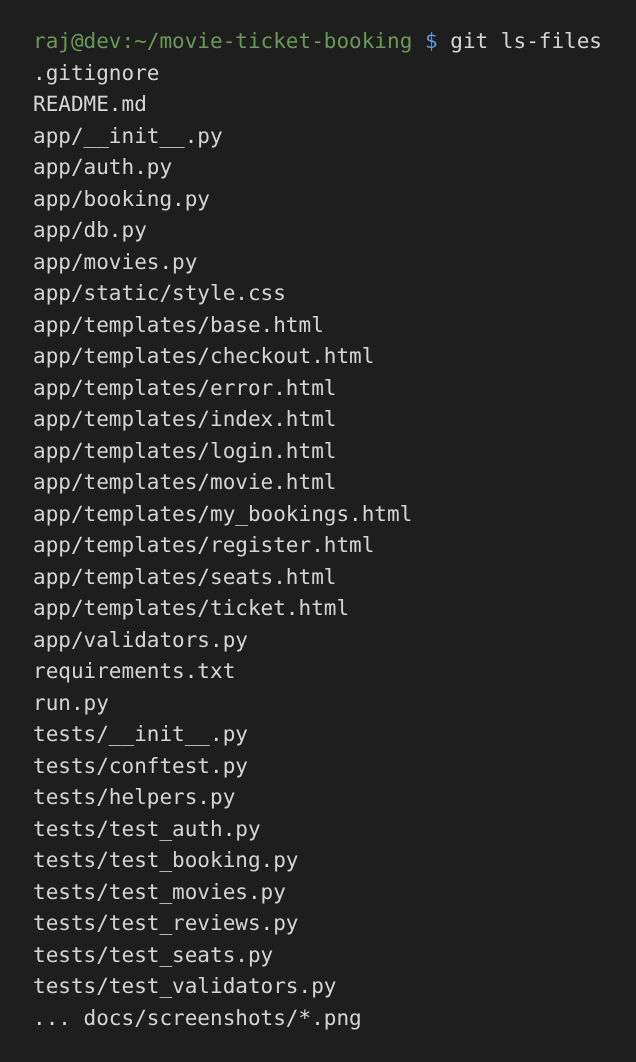 raj@dev:~/movie-ticket-booking $ git ls-files
.gitignore
README.md
app/__init__.py
app/auth.py
app/booking.py
app/db.py
app/movies.py
app/static/style.css
app/templates/base.html
app/templates/checkout.html
app/templates/error.html
app/templates/index.html
app/templates/login.html
app/templates/movie.html
app/templates/my_bookings.html
app/templates/register.html
app/templates/seats.html
app/templates/ticket.html
app/validators.py
requirements.txt
run.py
tests/__init__.py
tests/conftest.py
tests/helpers.py
tests/test_auth.py
tests/test_booking.py
tests/test_movies.py
tests/test_reviews.py
tests/test_seats.py
tests/test_validators.py
... docs/screenshots/*.png